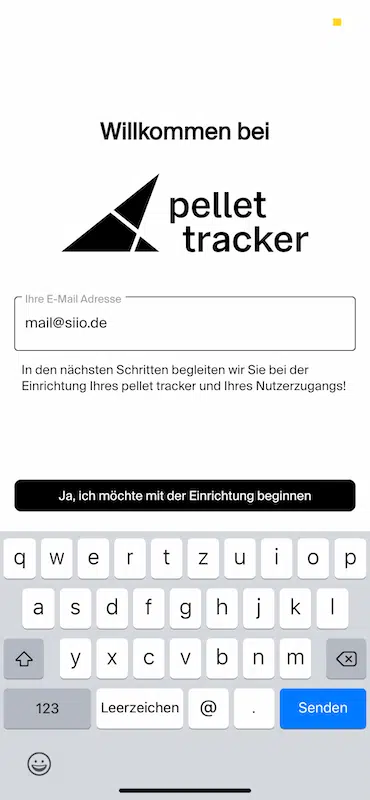 Willkommen bei
pellet
tracker
Ihre E-Mail Adresse
mail@siio.de
In den nächsten Schritten begleiten wir Sie bei der
Einrichtung Ihres pellet tracker und Ihres Nutzerzugangs!
Ja, ich möchte mit der Einrichtung beginnen
q w e r t z u i o p
a s d f g h j k l
y x c v b n m
123 Leerzeichen @ . Senden